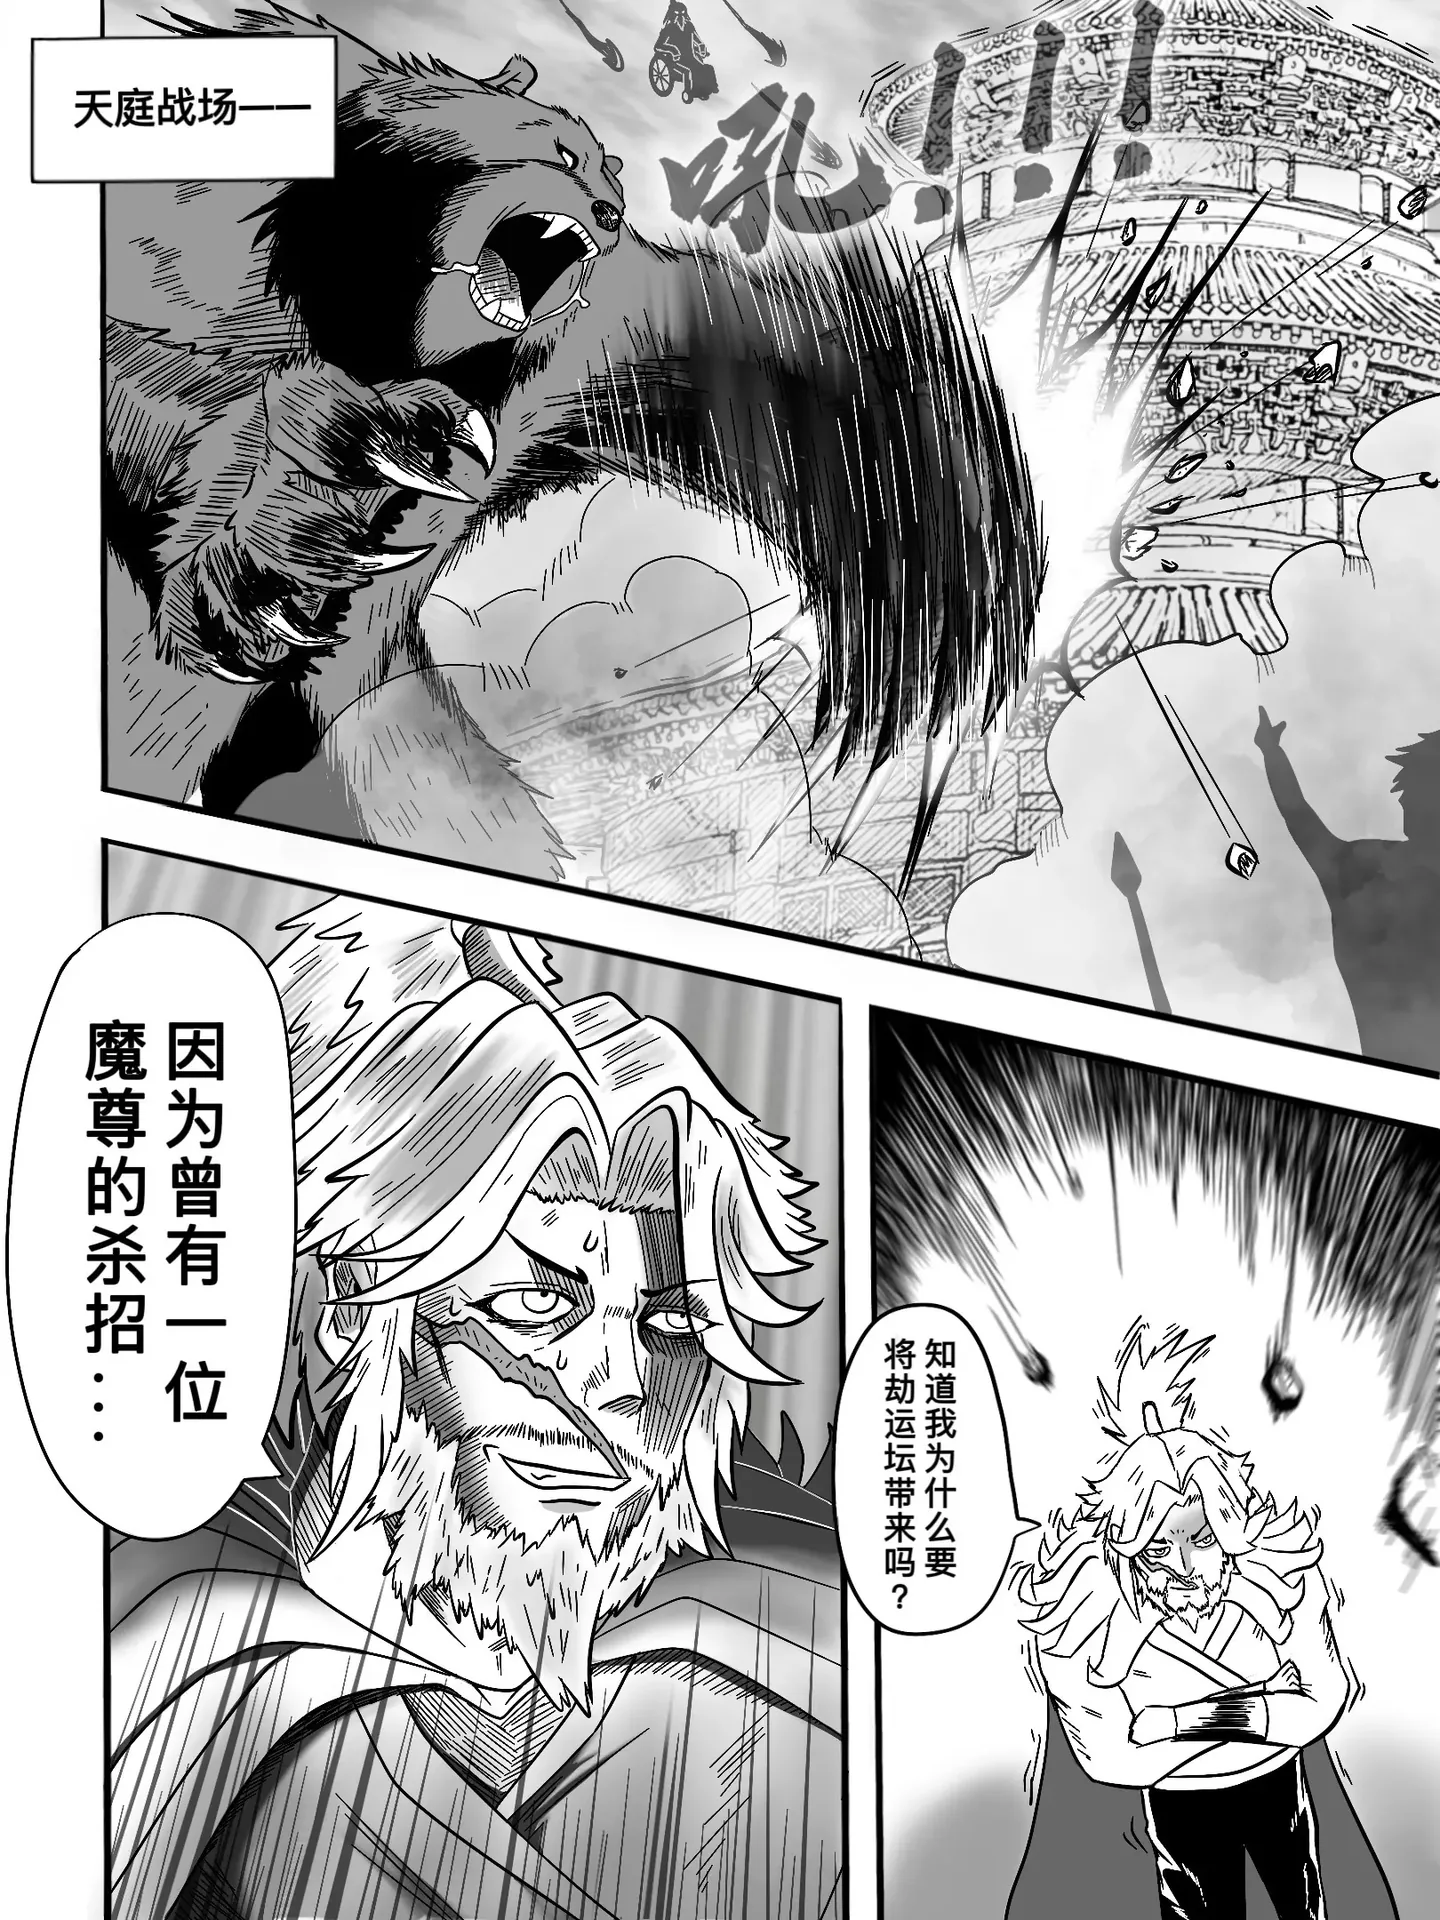 天庭战场——
吼!!!
知道我为什么要
将劫运坛带来吗?
因为曾有一位
魔尊的杀招...